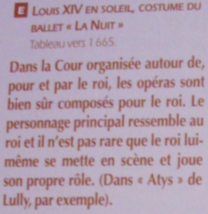 E LOUIS XIV EN SOLEIL, COSTUME DU
BALLET « LA NUIT »
Tableau vers 1665.
Dans la Cour organisée autour de,
pour et par le roi, les opéras sont
bien sûr composés pour le roi. Le
personnage principal ressemble au
roi et il n'est pas rare que le roi lui-
même se mette en scène et joue
son propre rôle. (Dans « Atys » de
Lully, par exemple).